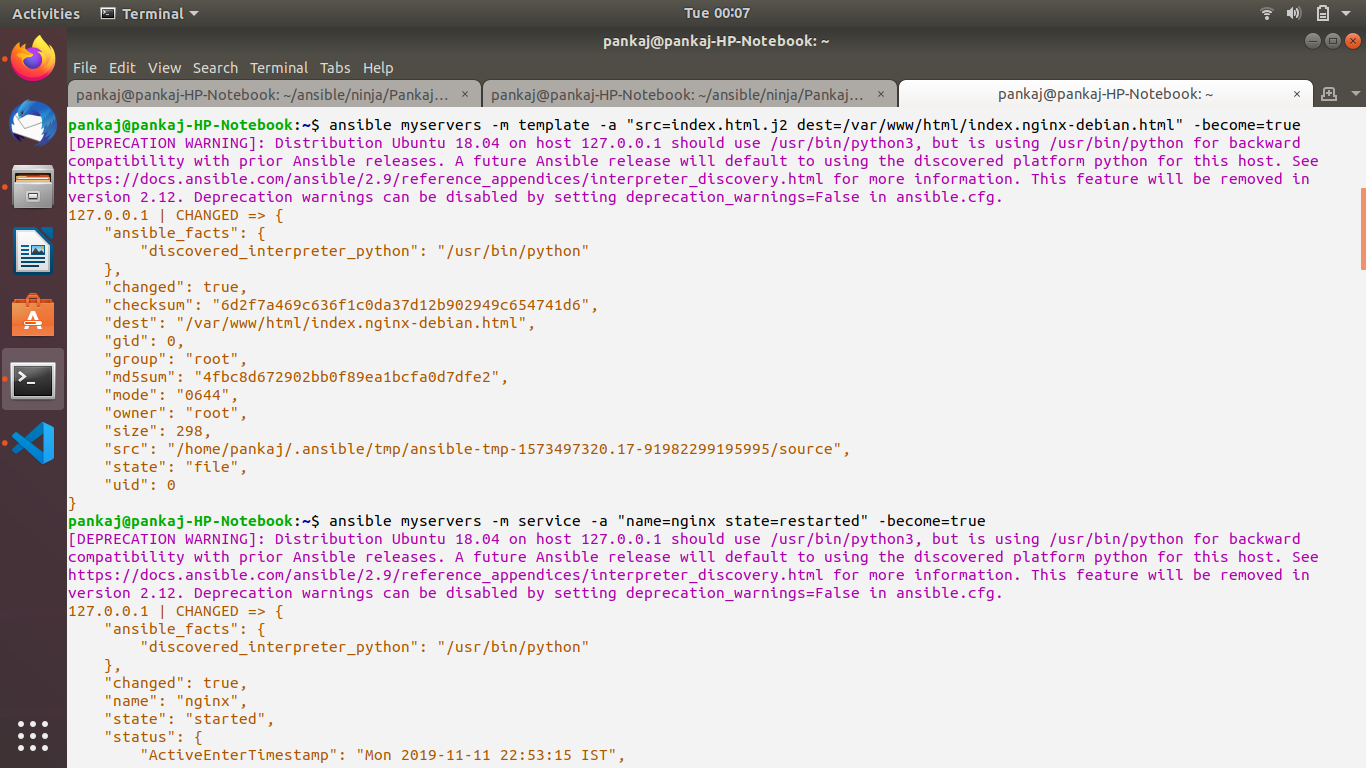 Activities Terminal Tue 00:07
pankaj@pankaj-HP-Notebook: ~
File Edit View Search Terminal Tabs Help
pankaj@pankaj-HP-Notebook: ~/ansible/ninja/Pankaj… × pankaj@pankaj-HP-Notebook: ~/ansible/ninja/Pankaj… × pankaj@pankaj-HP-Notebook: ~ ×
pankaj@pankaj-HP-Notebook:~$ ansible myservers -m template -a "src=index.html.j2 dest=/var/www/html/index.nginx-debian.html" -become=true
[DEPRECATION WARNING]: Distribution Ubuntu 18.04 on host 127.0.0.1 should use /usr/bin/python3, but is using /usr/bin/python for backward
compatibility with prior Ansible releases. A future Ansible release will default to using the discovered platform python for this host. See
https://docs.ansible.com/ansible/2.9/reference_appendices/interpreter_discovery.html for more information. This feature will be removed in
version 2.12. Deprecation warnings can be disabled by setting deprecation_warnings=False in ansible.cfg.
127.0.0.1 | CHANGED => {
    "ansible_facts": {
        "discovered_interpreter_python": "/usr/bin/python"
    },
    "changed": true,
    "checksum": "6d2f7a469c636f1c0da37d12b902949c654741d6",
    "dest": "/var/www/html/index.nginx-debian.html",
    "gid": 0,
    "group": "root",
    "md5sum": "4fbc8d672902bb0f89ea1bcfa0d7dfe2",
    "mode": "0644",
    "owner": "root",
    "size": 298,
    "src": "/home/pankaj/.ansible/tmp/ansible-tmp-1573497320.17-91982299195995/source",
    "state": "file",
    "uid": 0
}
pankaj@pankaj-HP-Notebook:~$ ansible myservers -m service -a "name=nginx state=restarted" -become=true
[DEPRECATION WARNING]: Distribution Ubuntu 18.04 on host 127.0.0.1 should use /usr/bin/python3, but is using /usr/bin/python for backward
compatibility with prior Ansible releases. A future Ansible release will default to using the discovered platform python for this host. See
https://docs.ansible.com/ansible/2.9/reference_appendices/interpreter_discovery.html for more information. This feature will be removed in
version 2.12. Deprecation warnings can be disabled by setting deprecation_warnings=False in ansible.cfg.
127.0.0.1 | CHANGED => {
    "ansible_facts": {
        "discovered_interpreter_python": "/usr/bin/python"
    },
    "changed": true,
    "name": "nginx",
    "state": "started",
    "status": {
        "ActiveEnterTimestamp": "Mon 2019-11-11 22:53:15 IST",